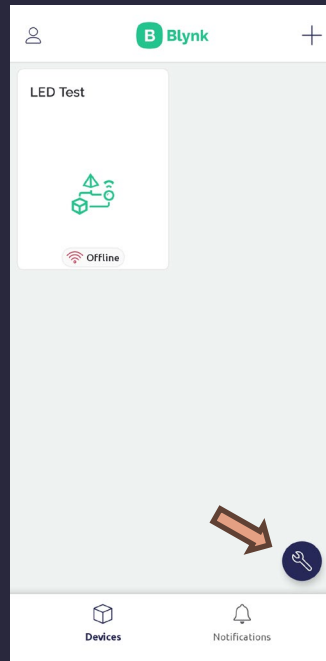 B Blynk
LED Test
Offline
Devices
Notifications